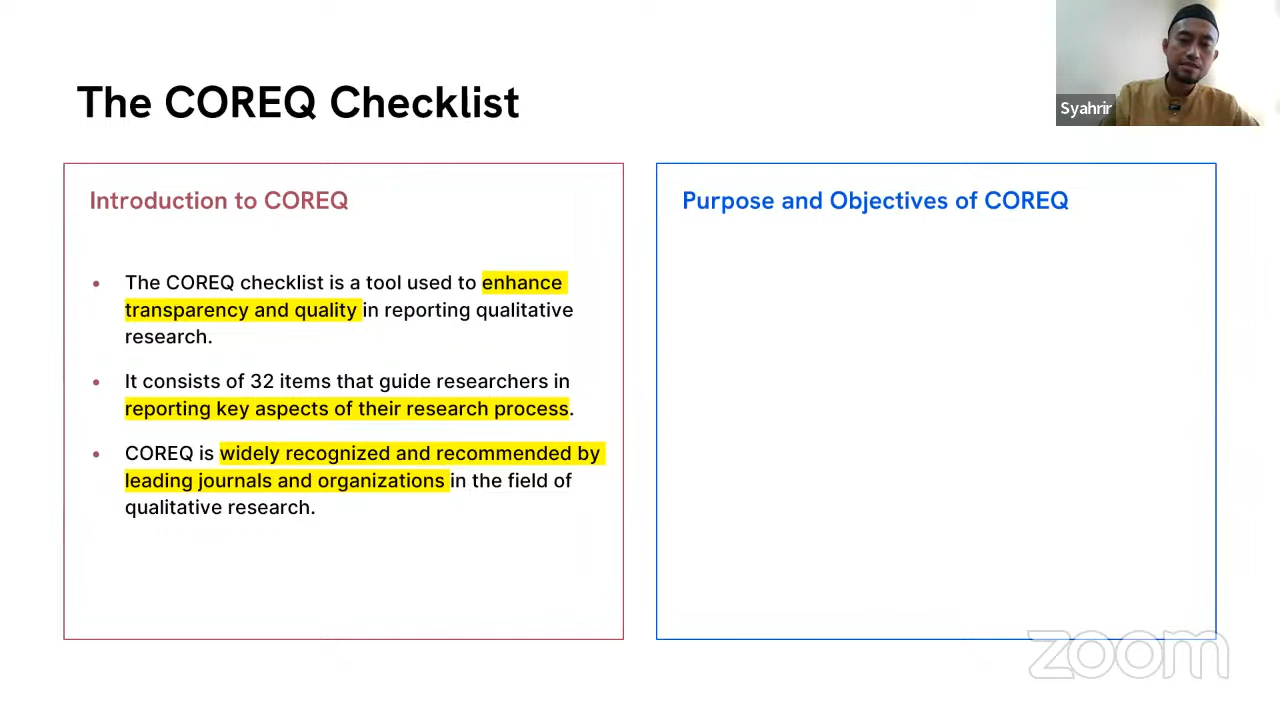 The COREQ Checklist
Syahrir
Introduction to COREQ
• The COREQ checklist is a tool used to enhance
transparency and quality in reporting qualitative
research.
• It consists of 32 items that guide researchers in
reporting key aspects of their research process.
• COREQ is widely recognized and recommended by
leading journals and organizations in the field of
qualitative research.
Purpose and Objectives of COREQ
zoom